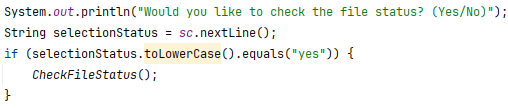 System.out.println("Would you like to check the file status? (Yes/No)");
String selectionStatus = sc.nextLine();
if (selectionStatus.toLowerCase().equals("yes")) {
CheckFileStatus();
}